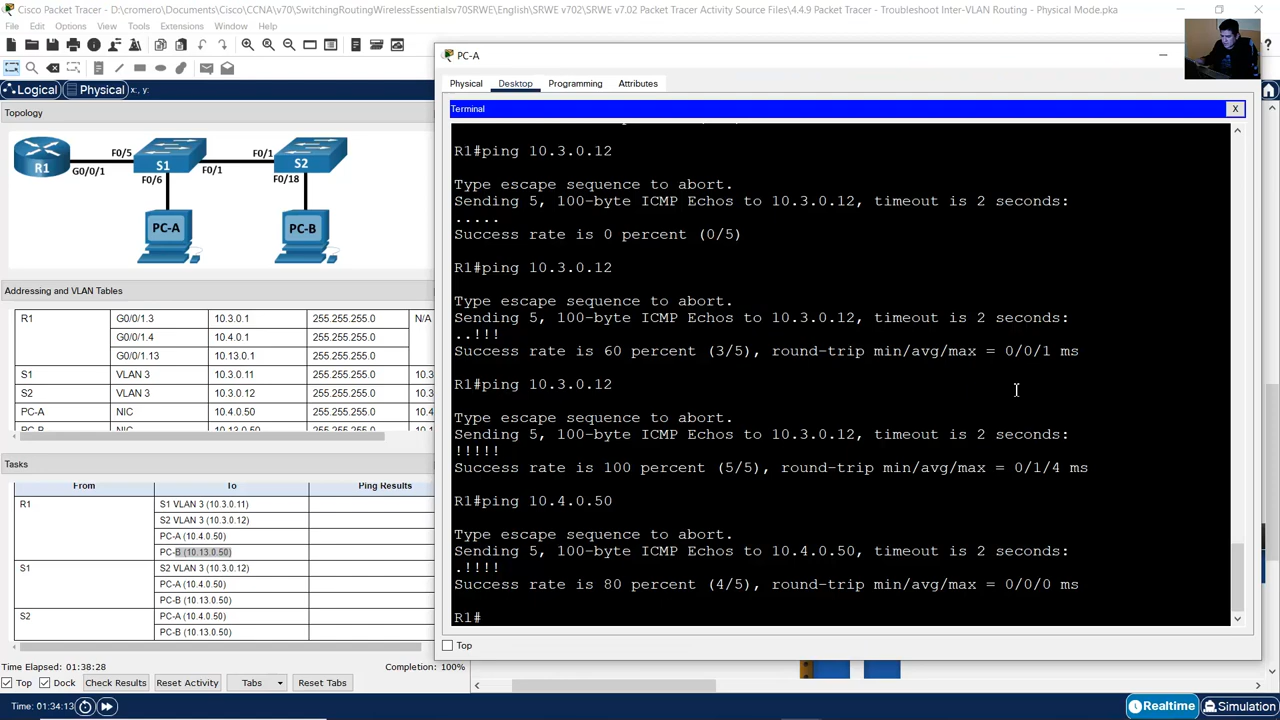 Cisco Packet Tracer - D:\cromero\Documents\Cisco\CCNA\v70\SwitchingRoutingWirelessEssentialsv70SRWE\English\SRWE v702\SRWE v7.02 Packet Tracer Activity Source Files\4.4.9 Packet Tracer - Troubleshoot Inter-VLAN Routing - Physical Mode.pka
File Edit Options View Tools Extensions Window Help
Logical Physical x:, y:
Topology
R1 G0/0/1 F0/5 S1 F0/1 F0/1 S2
F0/6 F0/18
PC-A PC-B
Addressing and VLAN Tables
R1 G0/0/1.3 10.3.0.1 255.255.255.0 N/A
G0/0/1.4 10.4.0.1 255.255.255.0
G0/0/1.13 10.13.0.1 255.255.255.0
S1 VLAN 3 10.3.0.11 255.255.255.0 10.3
S2 VLAN 3 10.3.0.12 255.255.255.0 10.3
PC-A NIC 10.4.0.50 255.255.255.0 10.4
PC-B NIC 10.13.0.50 255.255.255.0
Tasks
From To Ping Results
R1 S1 VLAN 3 (10.3.0.11)
S2 VLAN 3 (10.3.0.12)
PC-A (10.4.0.50)
PC-B (10.13.0.50)
S1 S2 VLAN 3 (10.3.0.12)
PC-A (10.4.0.50)
PC-B (10.13.0.50)
S2 PC-A (10.4.0.50)
PC-B (10.13.0.50)
Time Elapsed: 01:38:28 Completion: 100%
Top Dock Check Results Reset Activity Tabs Reset Tabs
Time: 01:34:13 Realtime Simulation
PC-A
Physical Desktop Programming Attributes
Terminal X
R1#ping 10.3.0.12
Type escape sequence to abort.
Sending 5, 100-byte ICMP Echos to 10.3.0.12, timeout is 2 seconds:
.....
Success rate is 0 percent (0/5)
R1#ping 10.3.0.12
Type escape sequence to abort.
Sending 5, 100-byte ICMP Echos to 10.3.0.12, timeout is 2 seconds:
..!!!
Success rate is 60 percent (3/5), round-trip min/avg/max = 0/0/1 ms
R1#ping 10.3.0.12
Type escape sequence to abort.
Sending 5, 100-byte ICMP Echos to 10.3.0.12, timeout is 2 seconds:
!!!!!
Success rate is 100 percent (5/5), round-trip min/avg/max = 0/1/4 ms
R1#ping 10.4.0.50
Type escape sequence to abort.
Sending 5, 100-byte ICMP Echos to 10.4.0.50, timeout is 2 seconds:
.!!!!
Success rate is 80 percent (4/5), round-trip min/avg/max = 0/0/0 ms
R1#
Top